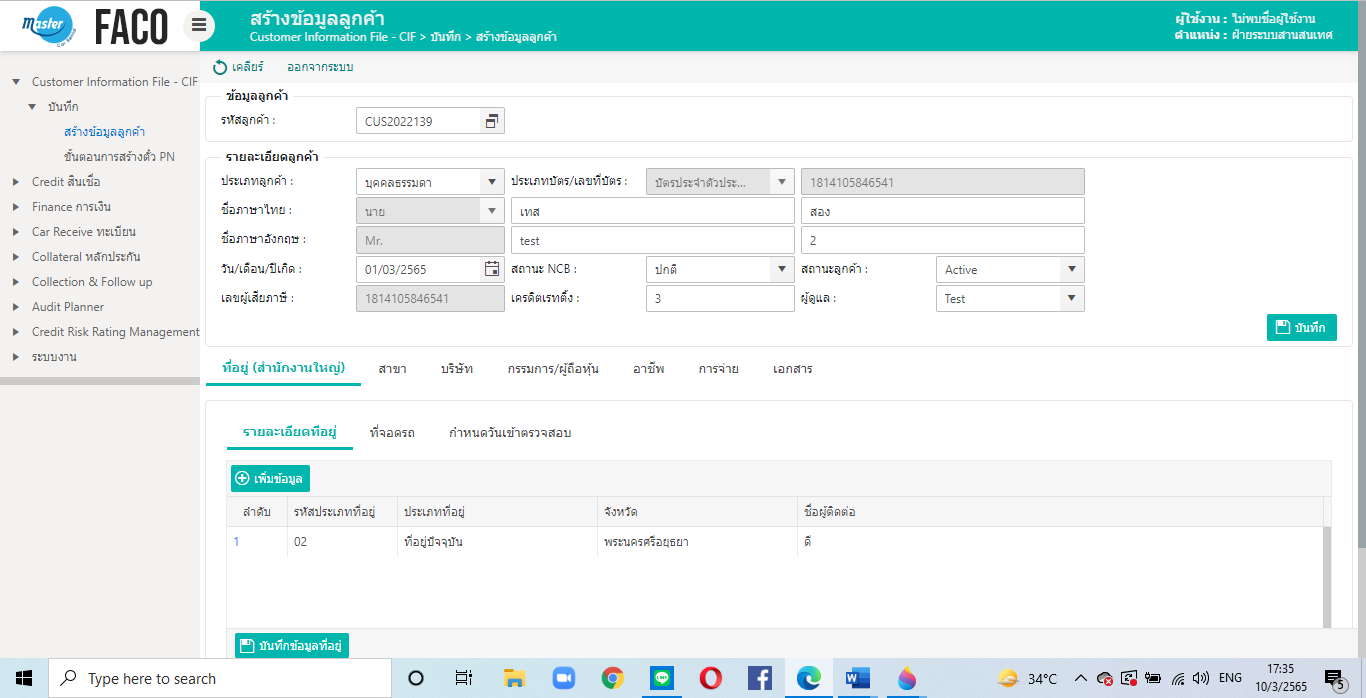 master
Car Service
FACO
สร้างข้อมูลลูกค้า
Customer Information File - CIF > บันทึก > สร้างข้อมูลลูกค้า
ผู้ใช้งาน : ไม่พบชื่อผู้ใช้งาน
ตำแหน่ง : ฝ่ายระบบสานสนเทศ
เคลียร์ ออกจากระบบ
Customer Information File - CIF
บันทึก
สร้างข้อมูลลูกค้า
ขั้นตอนการสร้างตั๋ว PN
Credit สินเชื่อ
Finance การเงิน
Car Receive ทะเบียน
Collateral หลักประกัน
Collection & Follow up
Audit Planner
Credit Risk Rating Management
ระบบงาน
ข้อมูลลูกค้า
รหัสลูกค้า : CUS2022139
รายละเอียดลูกค้า
ประเภทลูกค้า : บุคคลธรรมดา ประเภทบัตร/เลขที่บัตร : บัตรประจำตัวประ... 1814105846541
ชื่อภาษาไทย : นาย เทส สอง
ชื่อภาษาอังกฤษ : Mr. test 2
วัน/เดือน/ปีเกิด : 01/03/2565 สถานะ NCB : ปกติ สถานะลูกค้า : Active
เลขผู้เสียภาษี : 1814105846541 เครดิตเรทติ้ง : 3 ผู้ดูแล : Test
บันทึก
ที่อยู่ (สำนักงานใหญ่) สาขา บริษัท กรรมการ/ผู้ถือหุ้น อาชีพ การจ่าย เอกสาร
รายละเอียดที่อยู่ ที่จอดรถ กำหนดวันเข้าตรวจสอบ
เพิ่มข้อมูล
ลำดับ รหัสประเภทที่อยู่ ประเภทที่อยู่ จังหวัด ชื่อผู้ติดต่อ
1 02 ที่อยู่ปัจจุบัน พระนครศรีอยุธยา ดี
บันทึกข้อมูลที่อยู่
Type here to search
34°C ENG 17:35
10/3/2565 5